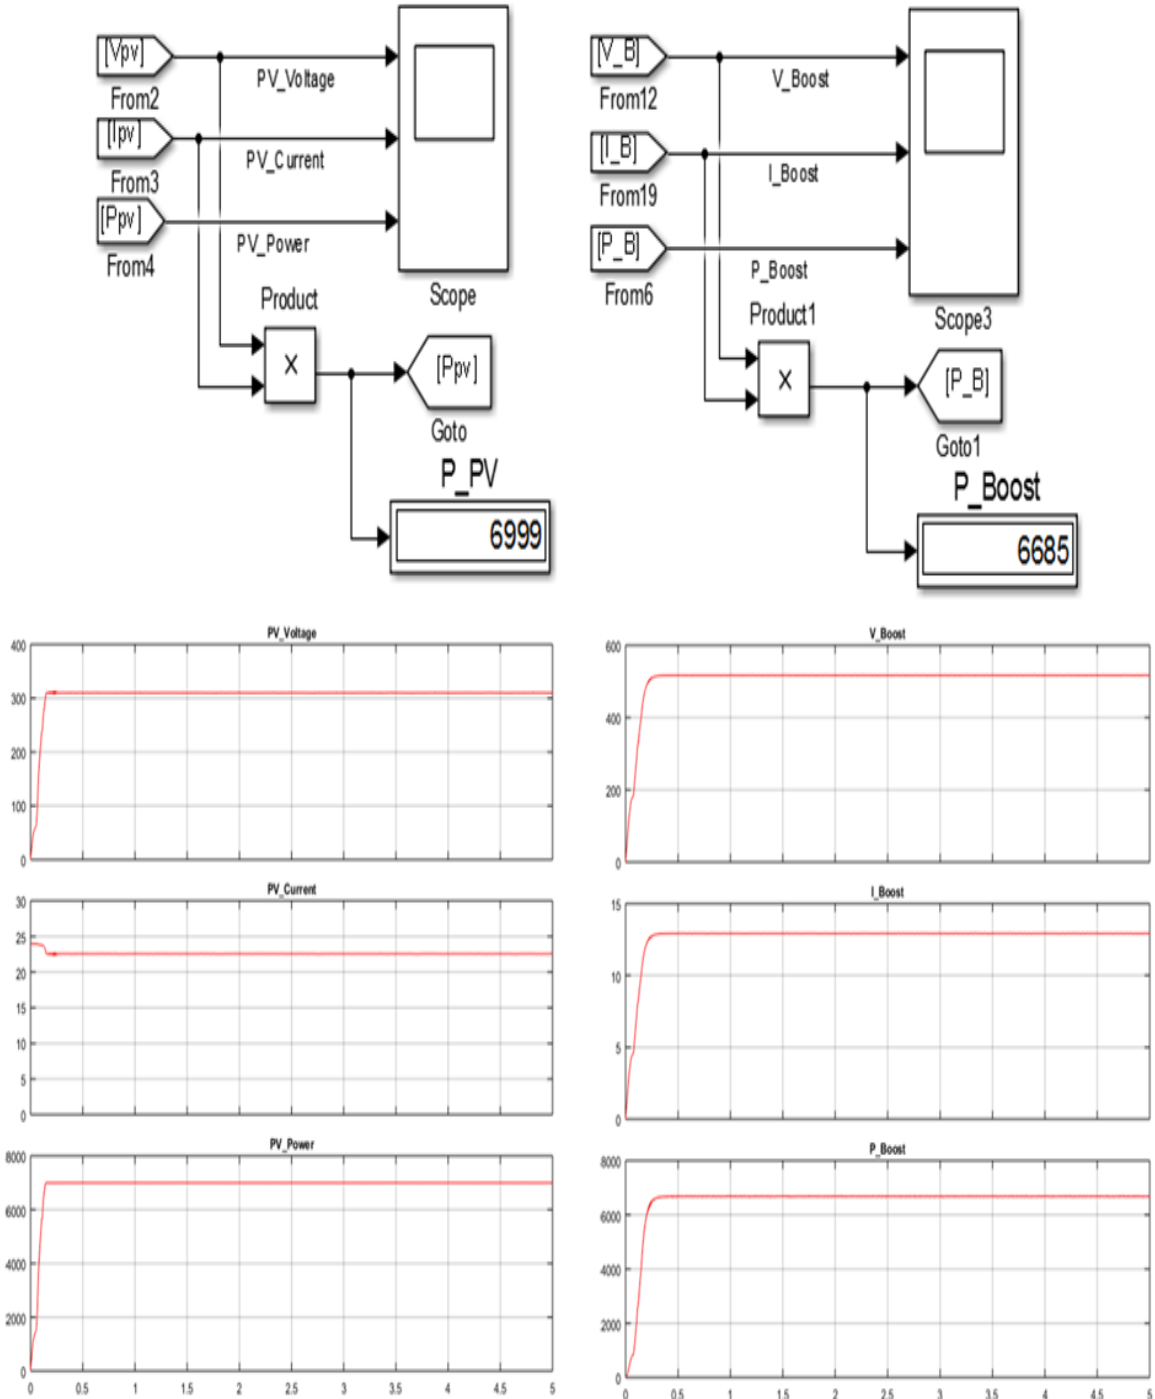 [Vpv]
From2
PV_Voltage
[Ipv]
From3
PV_Current
[Ppv]
From4
PV_Power
Scope
Product
×
[Ppv]
Goto
P_PV
6999
[V_B]
From12
V_Boost
[I_B]
From19
I_Boost
[P_B]
From6
P_Boost
Scope3
Product1
×
[P_B]
Goto1
P_Boost
6685
PV_Voltage
400
300
200
100
0
PV_Current
30
25
20
15
10
5
0
PV_Power
8000
6000
4000
2000
0
0 0.5 1 1.5 2 2.5 3 3.5 4 4.5 5
V_Boost
600
400
200
0
I_Boost
15
10
5
0
P_Boost
8000
6000
4000
2000
0
0 0.5 1 1.5 2 2.5 3 3.5 4 4.5 5